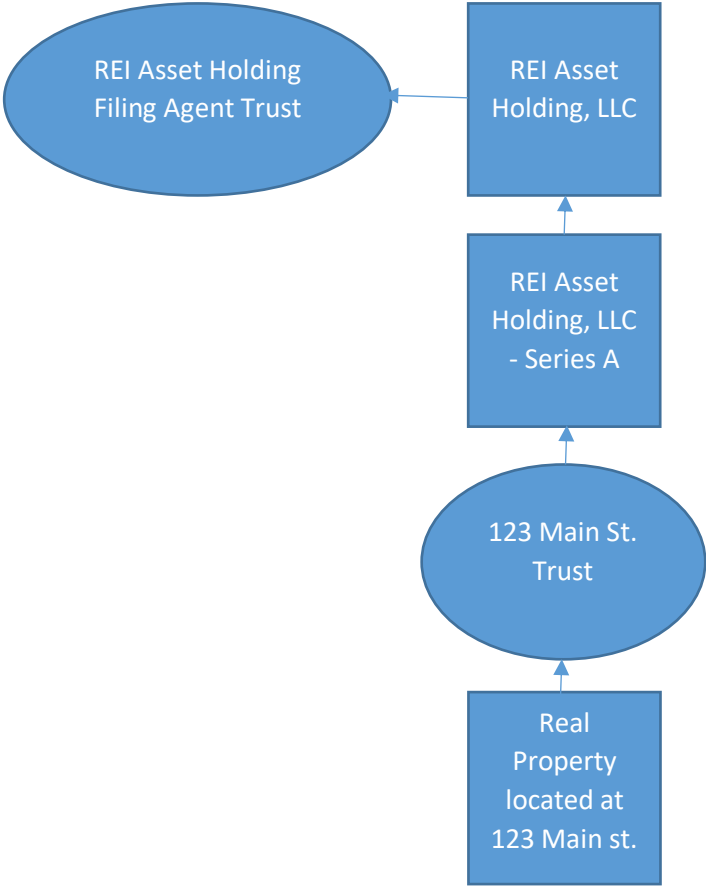 REI Asset Holding
Filing Agent Trust
REI Asset
Holding, LLC
REI Asset
Holding, LLC
- Series A
123 Main St.
Trust
Real
Property
located at
123 Main st.